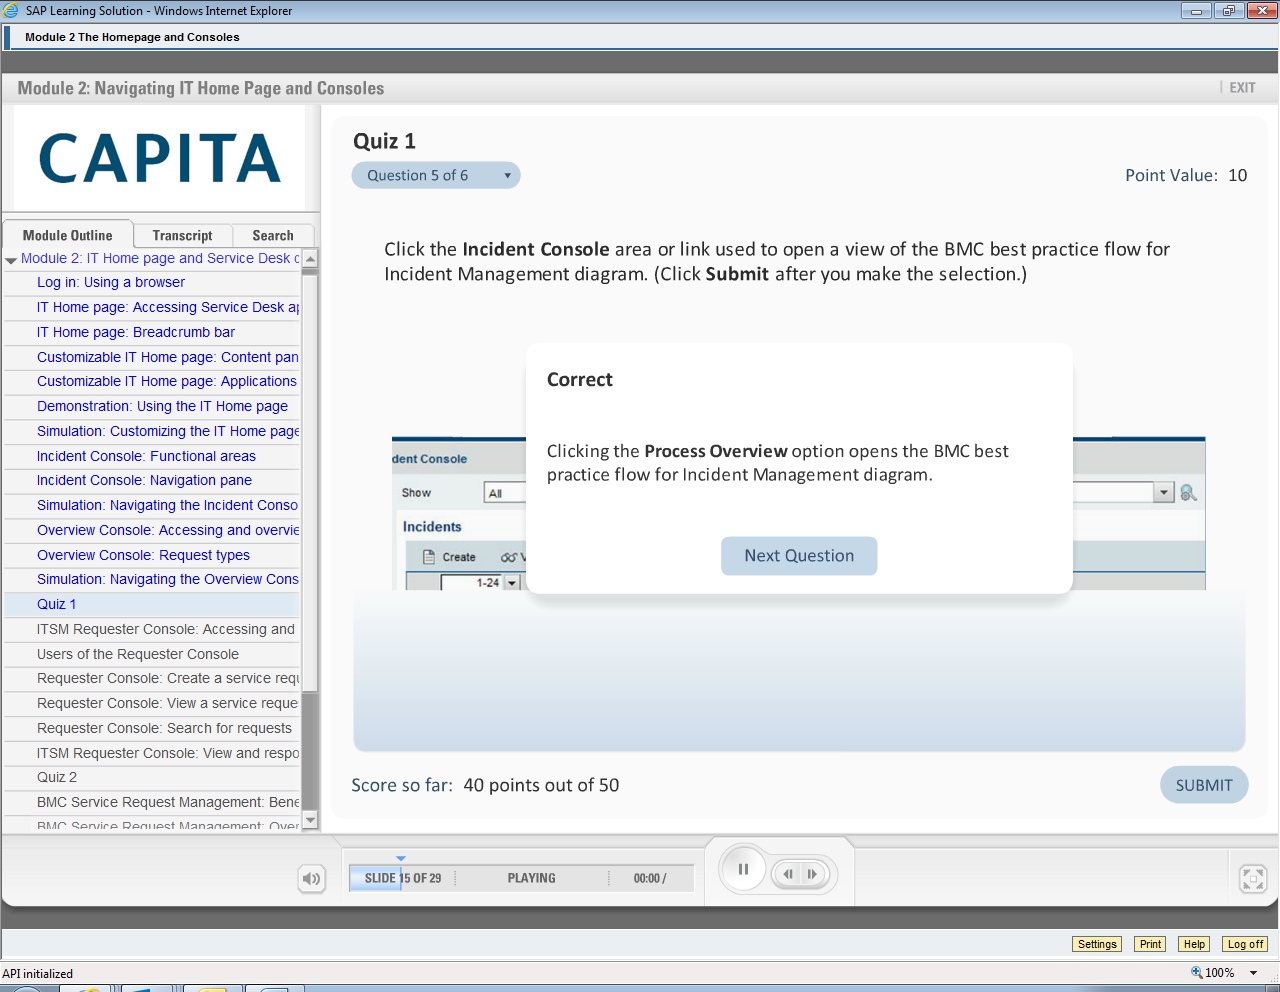 SAP Learning Solution - Windows Internet Explorer
Module 2 The Homepage and Consoles
Module 2: Navigating IT Home Page and Consoles
EXIT
CAPITA
Module Outline
Transcript
Search
Module 2: IT Home page and Service Desk
Log in: Using a browser
IT Home page: Accessing Service Desk
IT Home page: Breadcrumb bar
Customizable IT Home page: Content
Customizable IT Home page: Applications
Demonstration: Using the IT Home page
Simulation: Customizing the IT Home page
Incident Console: Functional areas
Incident Console: Navigation pane
Simulation: Navigating the Incident
Overview Console: Accessing and
Overview Console: Request types
Simulation: Navigating the Overview
Quiz 1
ITSM Requester Console: Accessing and
Users of the Requester Console
Requester Console: Create a service
Requester Console: View a service
Requester Console: Search for requests
ITSM Requester Console: View and
Quiz 2
BMC Service Request Management:
BMC Service Request Management:
Quiz 1
Question 5 of 6
Point Value: 10
Click the Incident Console area or link used to open a view of the BMC best practice flow for
Incident Management diagram. (Click Submit after you make the selection.)
Correct
Clicking the Process Overview option opens the BMC best
practice flow for Incident Management diagram.
Next Question
dent Console
Show
All
Incidents
Create
1-24
Score so far: 40 points out of 50
SUBMIT
SLIDE 15 OF 29
PLAYING
00:00 /
Settings
Print
Help
Log off
API initialized
100%